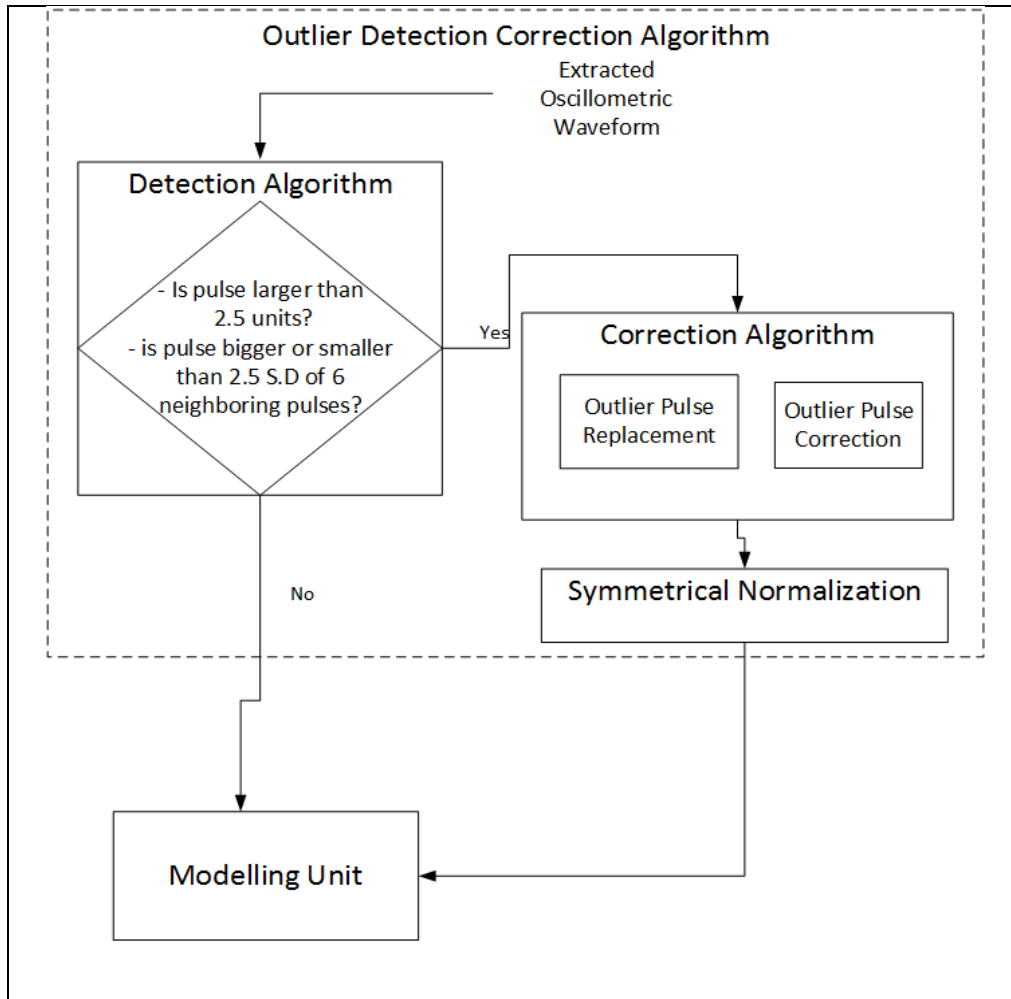 Outlier Detection Correction Algorithm
Extracted
Oscillometric
Waveform
Detection Algorithm
- Is pulse larger than
2.5 units?
- is pulse bigger or smaller
than 2.5 S.D of 6
neighboring pulses?
Yes
Correction Algorithm
Outlier Pulse
Replacement
Outlier Pulse
Correction
No
Symmetrical Normalization
Modelling Unit